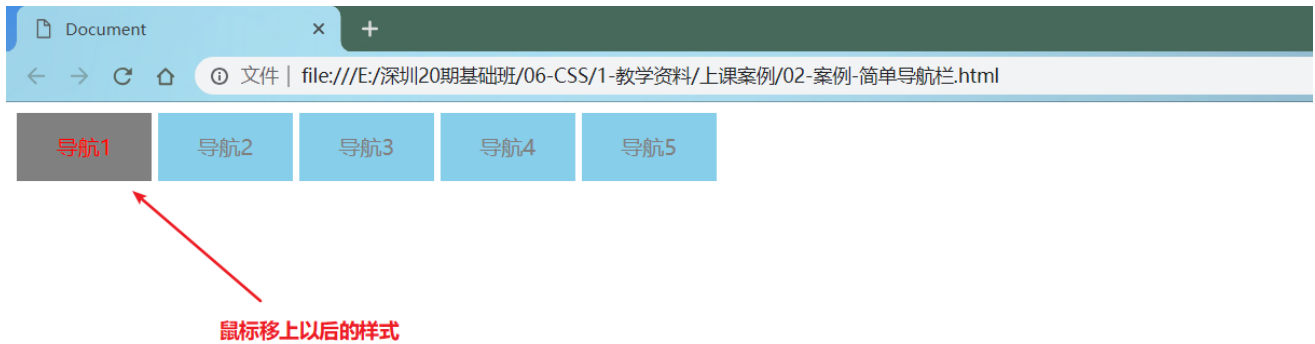 Document
文件 | file:///E:/深圳20期基础班/06-CSS/1-教学资料/上课案例/02-案例-简单导航栏.html
导航1 导航2 导航3 导航4 导航5
鼠标移上以后的样式